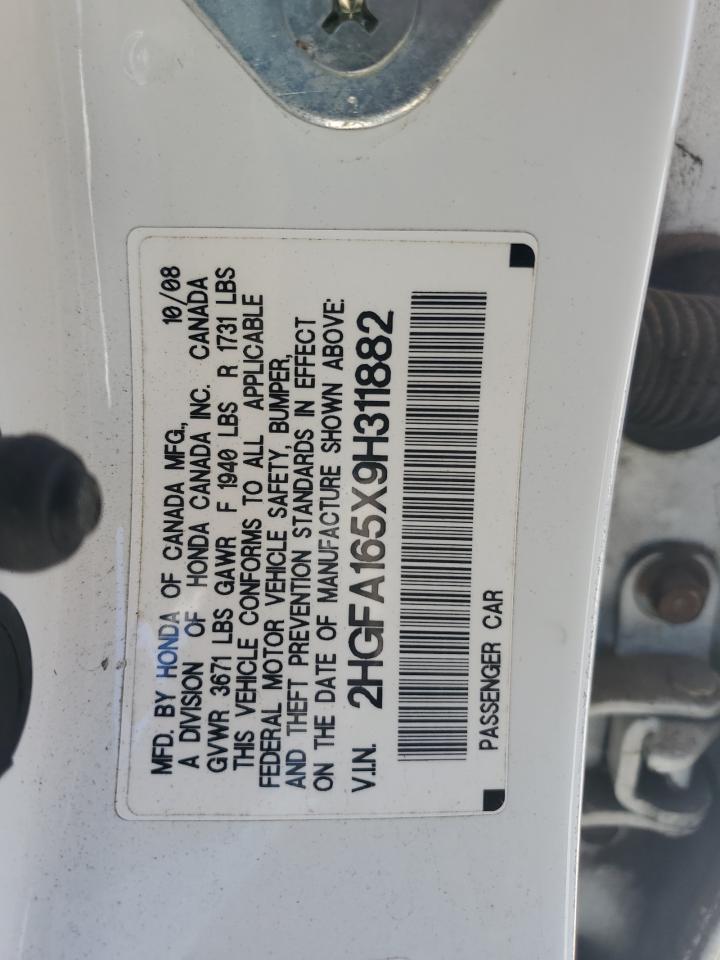 MFD. BY HONDA OF CANADA MFG., 10/08
A DIVISION OF HONDA CANADA INC. CANADA
GVWR 3671 LBS GAWR F 1940 LBS R 1731 LBS
THIS VEHICLE CONFORMS TO ALL APPLICABLE
FEDERAL MOTOR VEHICLE SAFETY, BUMPER,
AND THEFT PREVENTION STANDARDS IN EFFECT
ON THE DATE OF MANUFACTURE SHOWN ABOVE:
V.I.N. 2HGFA165X9H311882
PASSENGER CAR